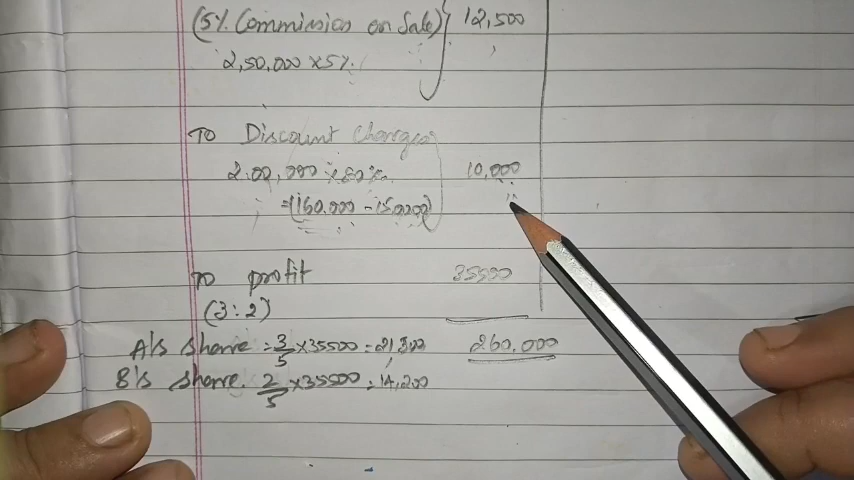 (5% Commission on Sale) 12,500
2,50,000 x 5%
To Discount Charges
2,00,000 x 80% 10,000
=(160,000 - 150000)
To profit 35500
(3:2)
A's Share = 3/5 x 35500 = 21,300 260,000
B's Share. 2/5 x 35500 = 14,200